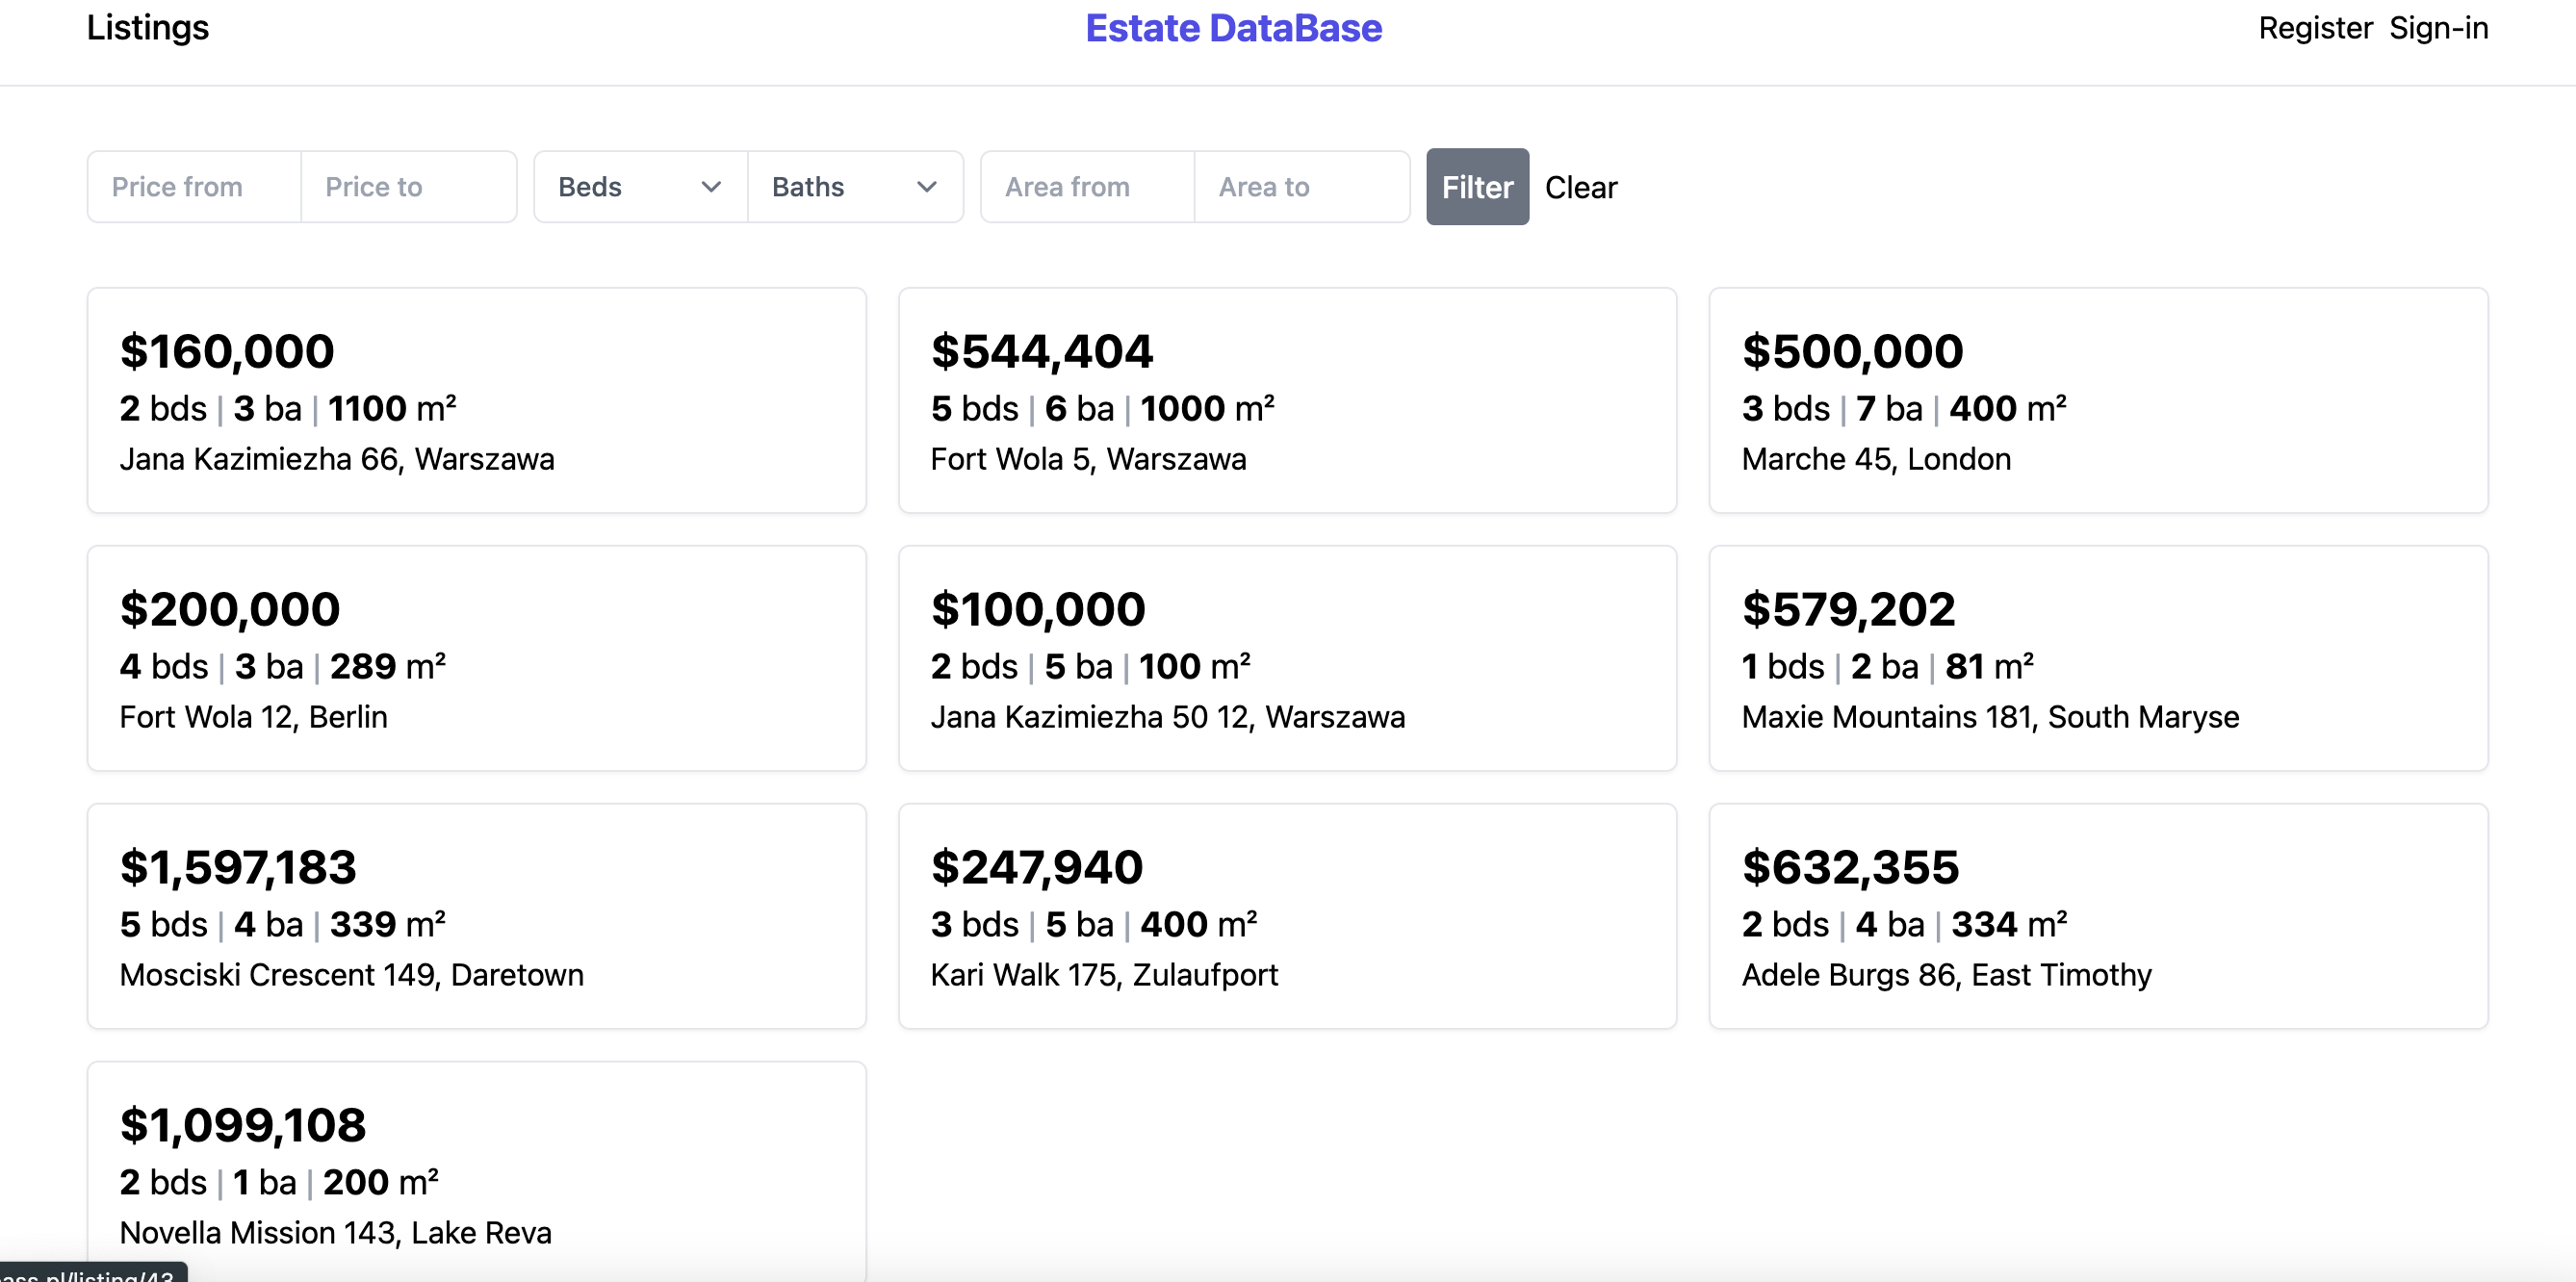 Listings Estate DataBase Register Sign-in
Price from Price to Beds Baths Area from Area to Filter Clear
$160,000
2 bds | 3 ba | 1100 m²
Jana Kazimiezha 66, Warszawa
$544,404
5 bds | 6 ba | 1000 m²
Fort Wola 5, Warszawa
$500,000
3 bds | 7 ba | 400 m²
Marche 45, London
$200,000
4 bds | 3 ba | 289 m²
Fort Wola 12, Berlin
$100,000
2 bds | 5 ba | 100 m²
Jana Kazimiezha 50 12, Warszawa
$579,202
1 bds | 2 ba | 81 m²
Maxie Mountains 181, South Maryse
$1,597,183
5 bds | 4 ba | 339 m²
Mosciski Crescent 149, Daretown
$247,940
3 bds | 5 ba | 400 m²
Kari Walk 175, Zulaufport
$632,355
2 bds | 4 ba | 334 m²
Adele Burgs 86, East Timothy
$1,099,108
2 bds | 1 ba | 200 m²
Novella Mission 143, Lake Reva